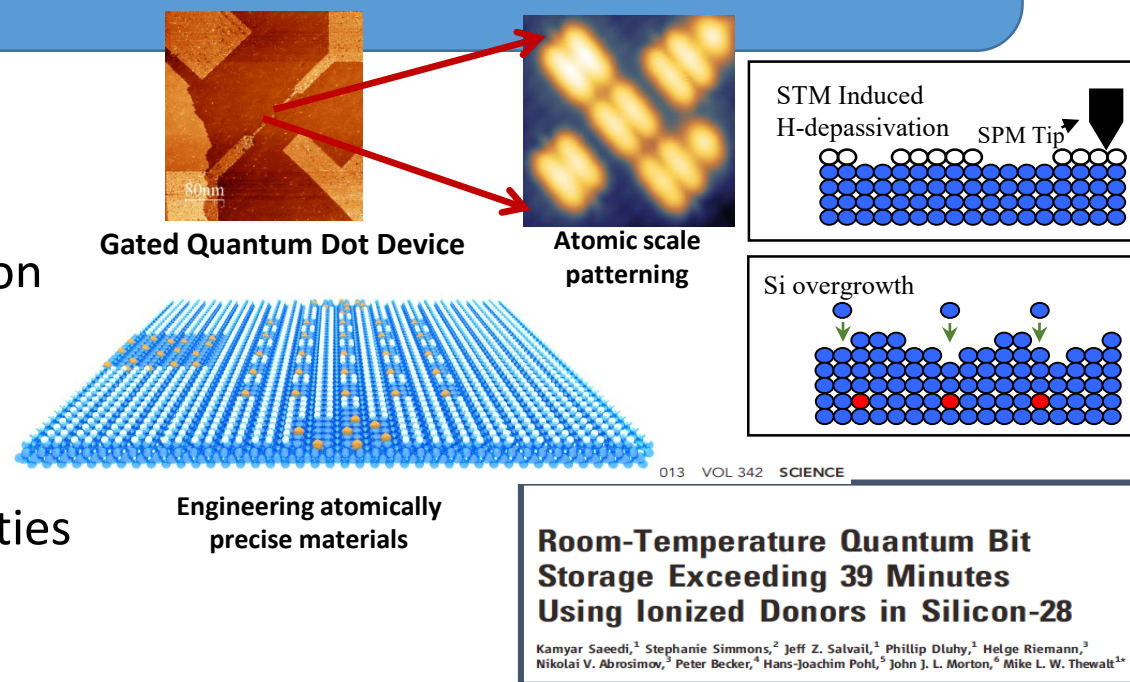 80nm
Gated Quantum Dot Device
Atomic scale
patterning
STM Induced
H-depassivation
SPM Tip
on
Si overgrowth
ties
Engineering atomically
precise materials
013 VOL 342 SCIENCE
Room-Temperature Quantum Bit
Storage Exceeding 39 Minutes
Using Ionized Donors in Silicon-28
Kamyar Saeedi,¹ Stephanie Simmons,² Jeff Z. Salvail,¹ Phillip Dluhy,¹ Helge Riemann,³
Nikolai V. Abrosimov,³ Peter Becker,⁴ Hans-Joachim Pohl,⁵ John J. L. Morton,⁶ Mike L. W. Thewalt¹*